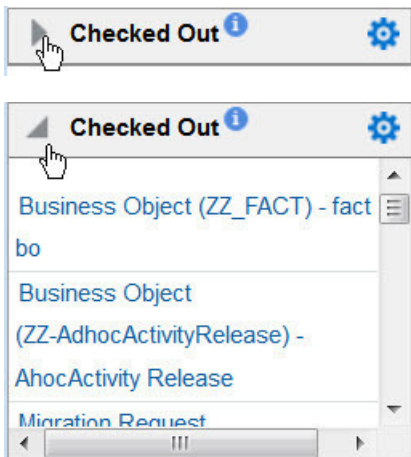 Checked Out i
Checked Out i
Business Object (ZZ_FACT) - fact
bo
Business Object
(ZZ-AdhocActivityRelease) -
AhocActivity Release
Migration Request